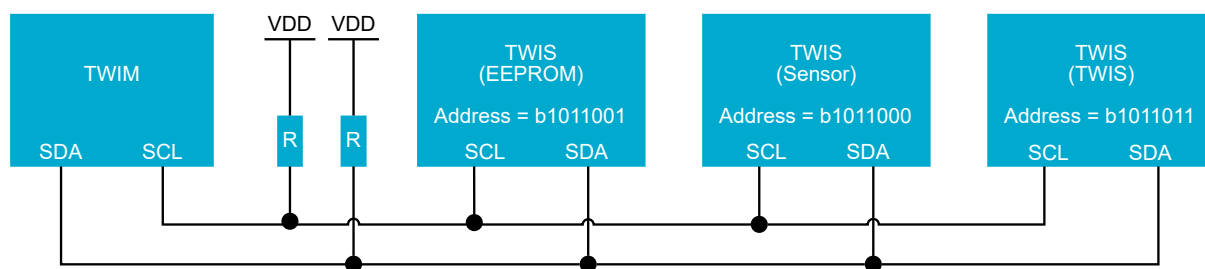 TWIM
SDA SCL
VDD VDD
R R
TWIS
(EEPROM)
Address = b1011001
SCL SDA
TWIS
(Sensor)
Address = b1011000
SCL SDA
TWIS
(TWIS)
Address = b1011011
SCL SDA